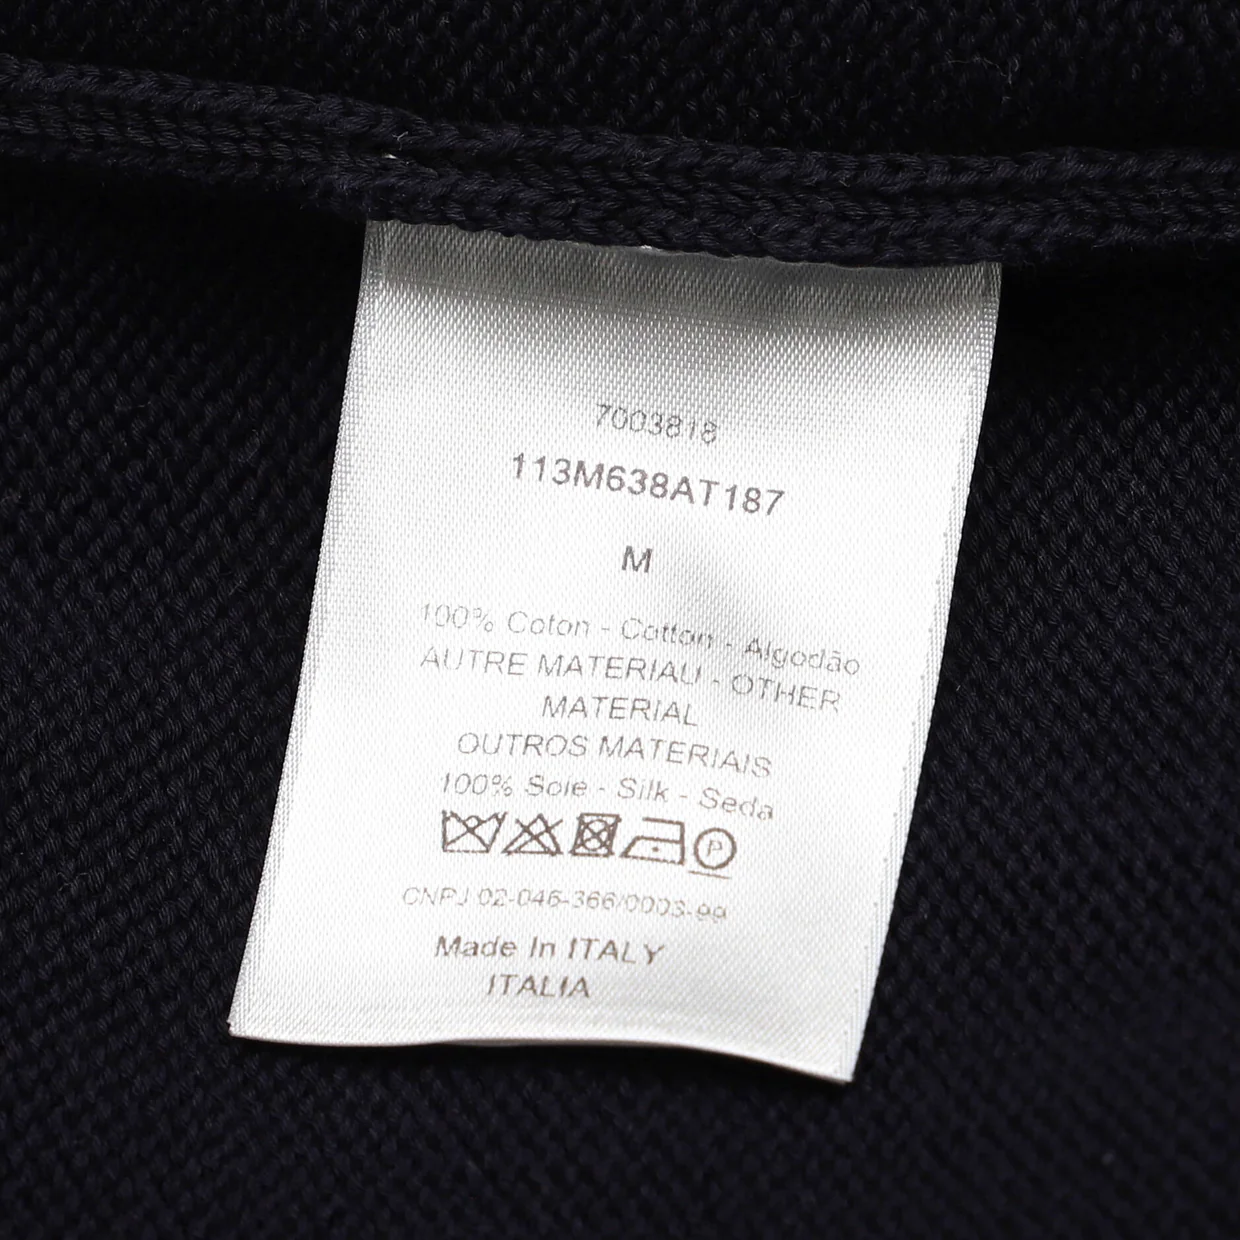 7003818
113M638AT187
M
100% Coton - Cotton - Algodão
AUTRE MATERIAU - OTHER
MATERIAL
OUTROS MATERIAIS
100% Soie - Silk - Seda
P
CNPJ 02-046-366/0003-99
Made In ITALY
ITALIA